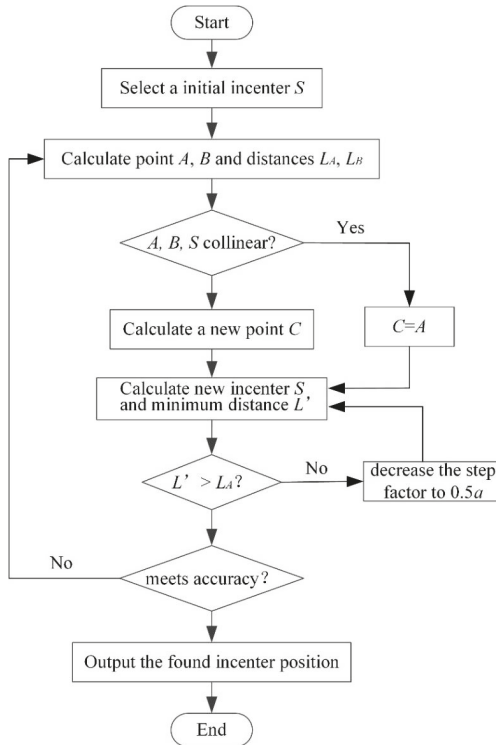 Start
Select a initial incenter S
Calculate point A, B and distances LA, LB
A, B, S collinear?
Yes
Calculate a new point C
C=A
Calculate new incenter S
and minimum distance L'
L' > LA?
No
decrease the step
factor to 0.5a
No
meets accuracy?
Output the found incenter position
End